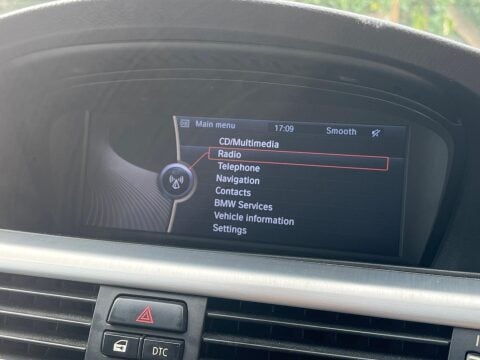 Main menu 17:09 Smooth
CD/Multimedia
Radio
Telephone
Navigation
Contacts
BMW Services
Vehicle information
Settings
DTC